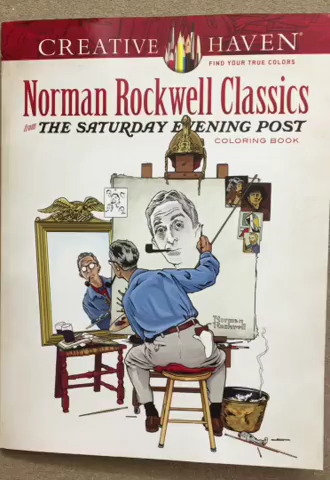 CREATIVE HAVEN®
FIND YOUR TRUE COLORS
Norman Rockwell Classics
from THE SATURDAY EVENING POST
COLORING BOOK
Norman
Rockwell